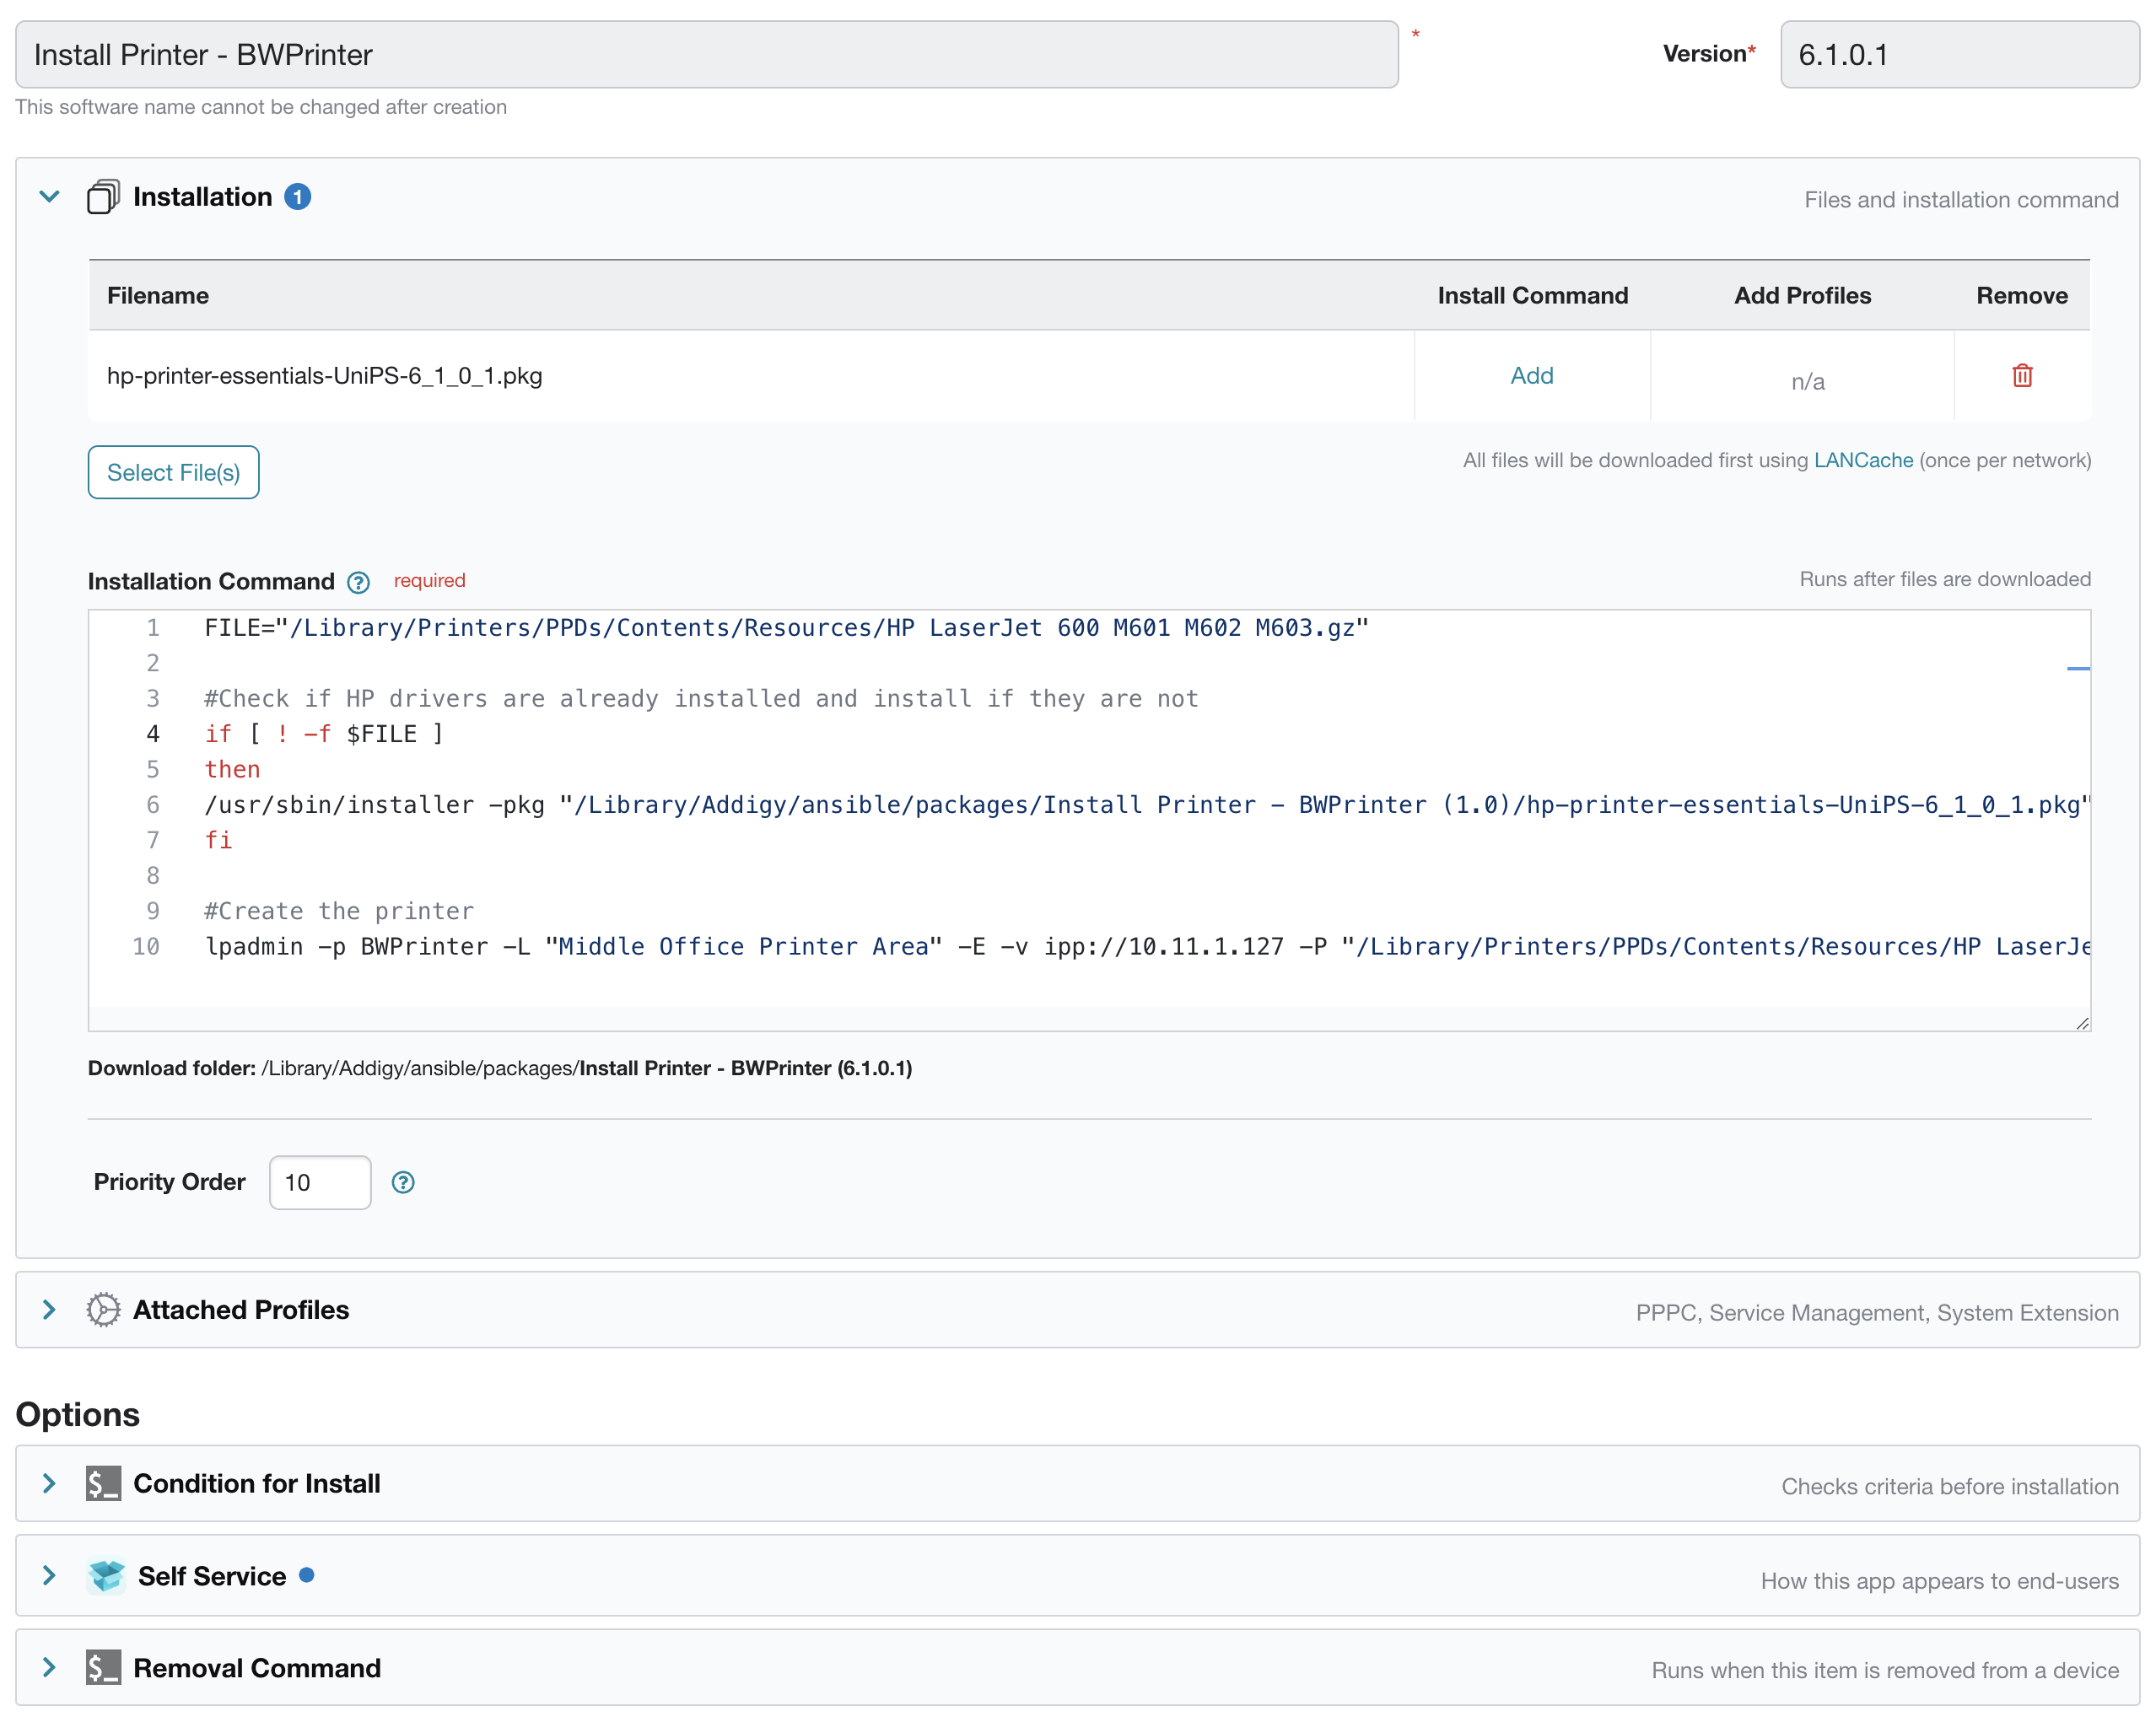 Install Printer - BWPrinter *
Version* 6.1.0.1
This software name cannot be changed after creation
Installation 1
Files and installation command
Filename Install Command Add Profiles Remove
hp-printer-essentials-UniPS-6_1_0_1.pkg Add n/a
Select File(s)
All files will be downloaded first using LANCache (once per network)
Installation Command ? required
Runs after files are downloaded
1 FILE="/Library/Printers/PPDs/Contents/Resources/HP LaserJet 600 M601 M602 M603.gz"
2
3 #Check if HP drivers are already installed and install if they are not
4 if [ ! -f $FILE ]
5 then
6 /usr/sbin/installer -pkg "/Library/Addigy/ansible/packages/Install Printer - BWPrinter (1.0)/hp-printer-essentials-UniPS-6_1_0_1.pkg"
7 fi
8
9 #Create the printer
10 lpadmin -p BWPrinter -L "Middle Office Printer Area" -E -v ipp://10.11.1.127 -P "/Library/Printers/PPDs/Contents/Resources/HP LaserJe
Download folder: /Library/Addigy/ansible/packages/Install Printer - BWPrinter (6.1.0.1)
Priority Order 10 ?
Attached Profiles
PPPC, Service Management, System Extension
Options
$_ Condition for Install
Checks criteria before installation
Self Service
How this app appears to end-users
$_ Removal Command
Runs when this item is removed from a device